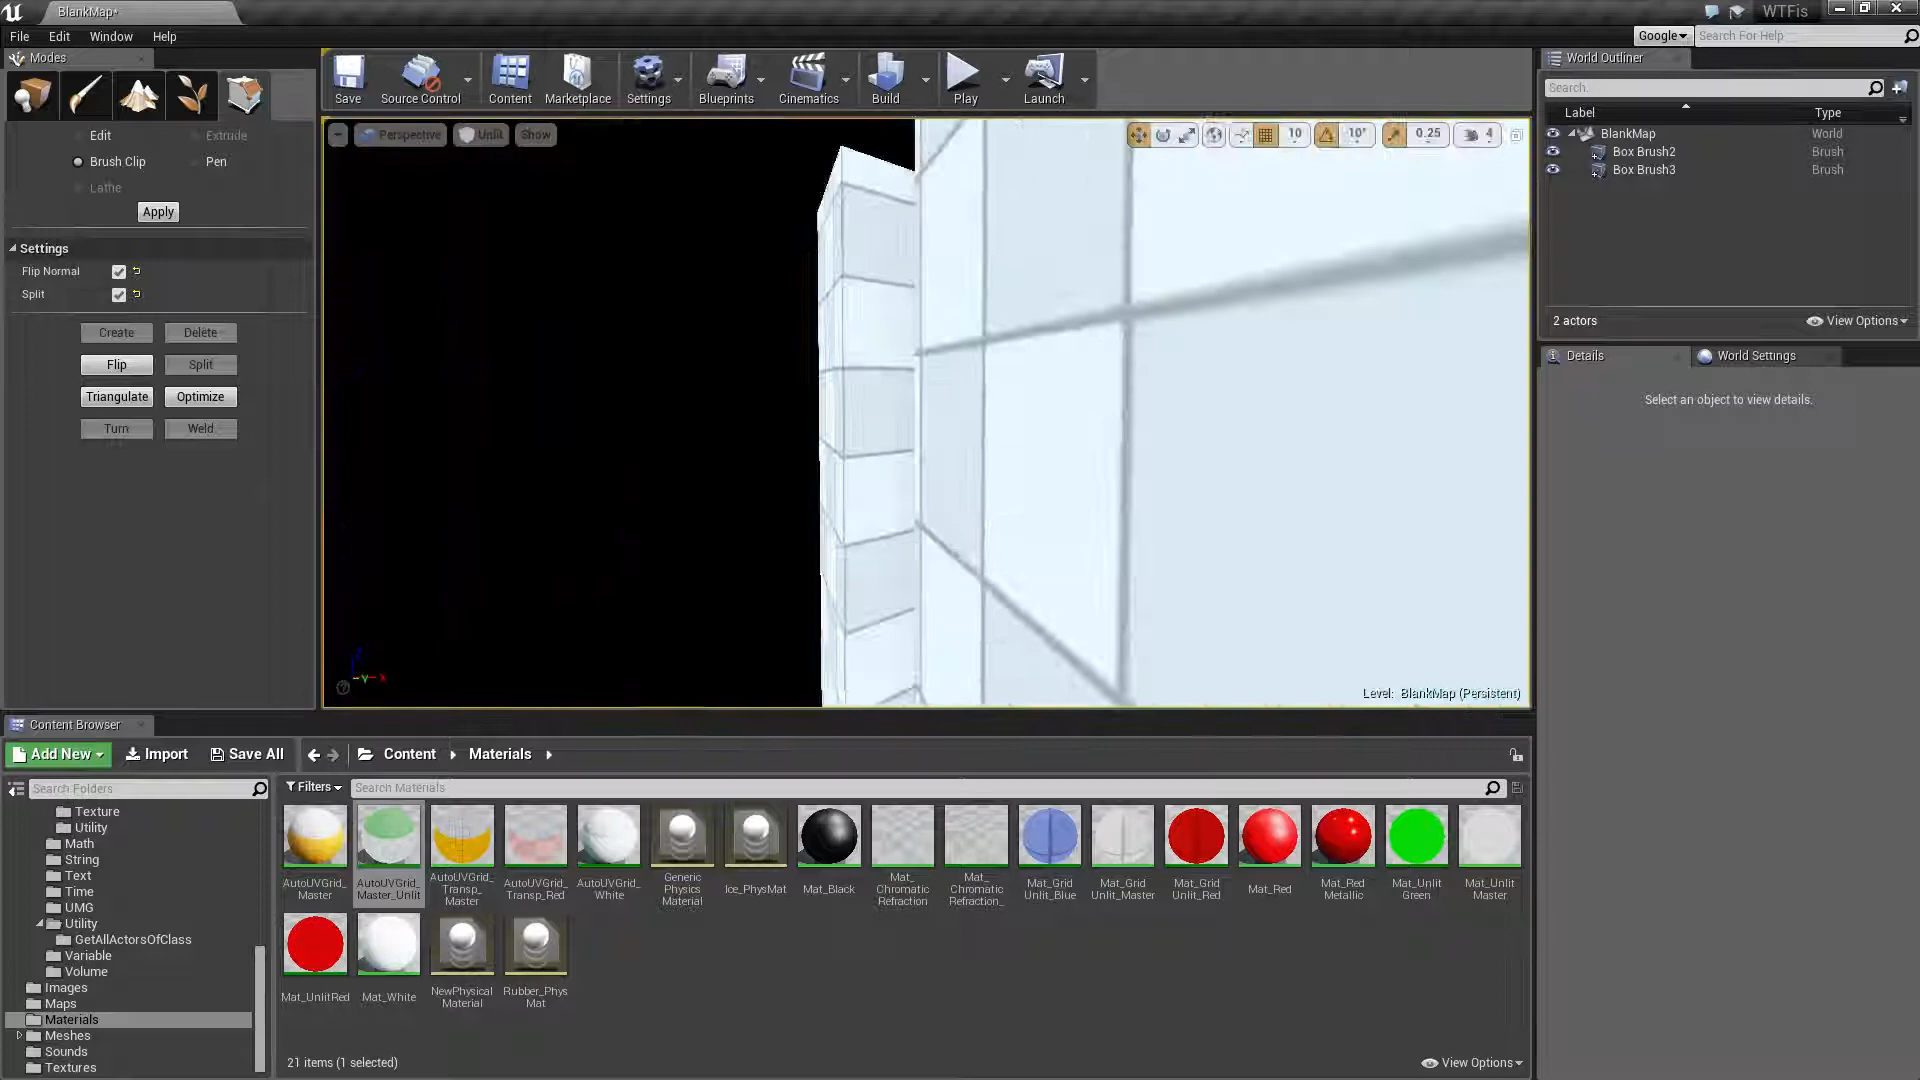 BlankMap*
WTFis
File Edit Window Help
Google
Search For Help
Modes
Edit
Extrude
Brush Clip
Pen
Lathe
Apply
Settings
Flip Normal
Split
Create
Delete
Flip
Split
Triangulate
Optimize
Turn
Weld
Save
Source Control
Content
Marketplace
Settings
Blueprints
Cinematics
Build
Play
Launch
Perspective
Unlit
Show
10
10°
0.25
4
Level: BlankMap (Persistent)
World Outliner
Search.
Label Type
BlankMap World
Box Brush2 Brush
Box Brush3 Brush
2 actors
View Options
Details
World Settings
Select an object to view details.
Content Browser
Add New
Import
Save All
Content
Materials
Search Folders
Filters
Search Materials
Texture
Utility
Math
String
Text
Time
UMG
Utility
GetAllActorsOfClass
Variable
Volume
Images
Maps
Materials
Meshes
Sounds
Textures
AutoUVGrid_
Master
AutoUVGrid_
Master_Unlit
AutoUVGrid_
Transp_
Master
AutoUVGrid_
Transp_Red
AutoUVGrid_
White
Generic
Physics
Material
Ice_PhysMat
Mat_Black
Mat_
Chromatic
Refraction
Mat_
Chromatic
Refraction_
Mat_Grid
Unlit_Blue
Mat_Grid
Unlit_Master
Mat_Grid
Unlit_Red
Mat_Red
Mat_Red
Metallic
Mat_Unlit
Green
Mat_Unlit
Master
Mat_UnlitRed
Mat_White
NewPhysical
Material
Rubber_Phys
Mat
21 items (1 selected)
View Options